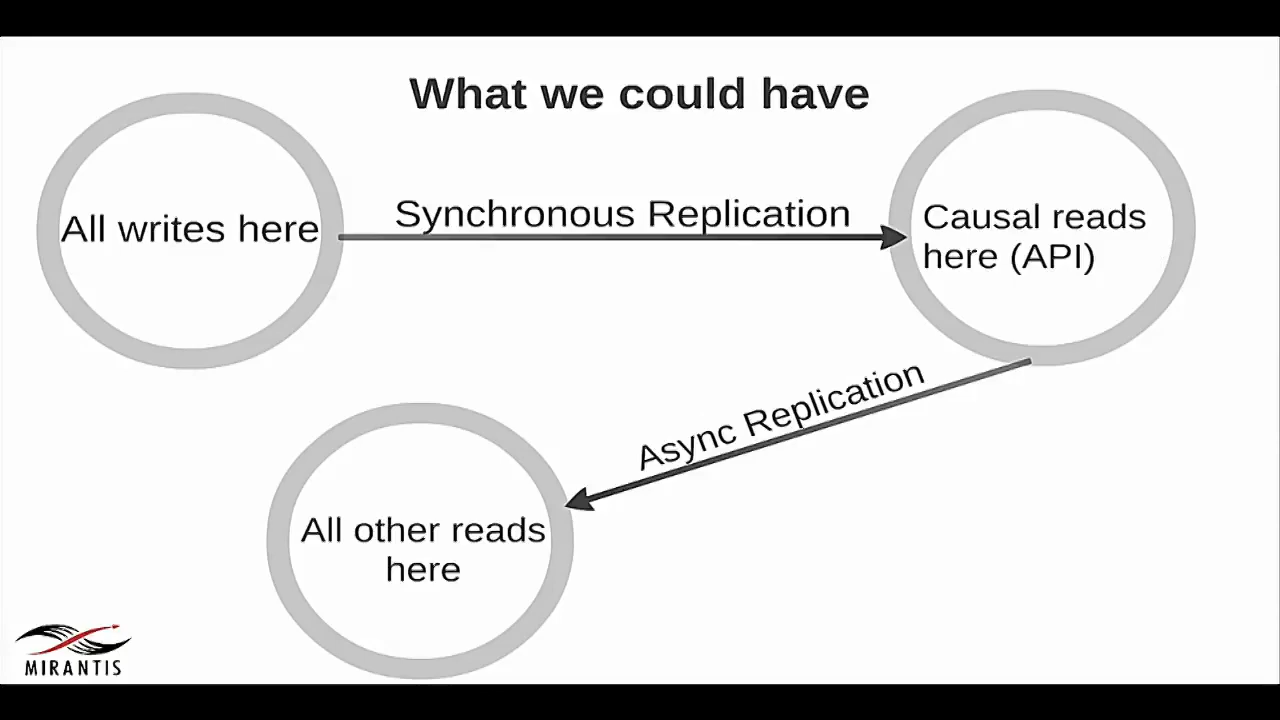 What we could have
All writes here
Synchronous Replication
Causal reads
here (API)
Async Replication
All other reads
here
MIRANTIS